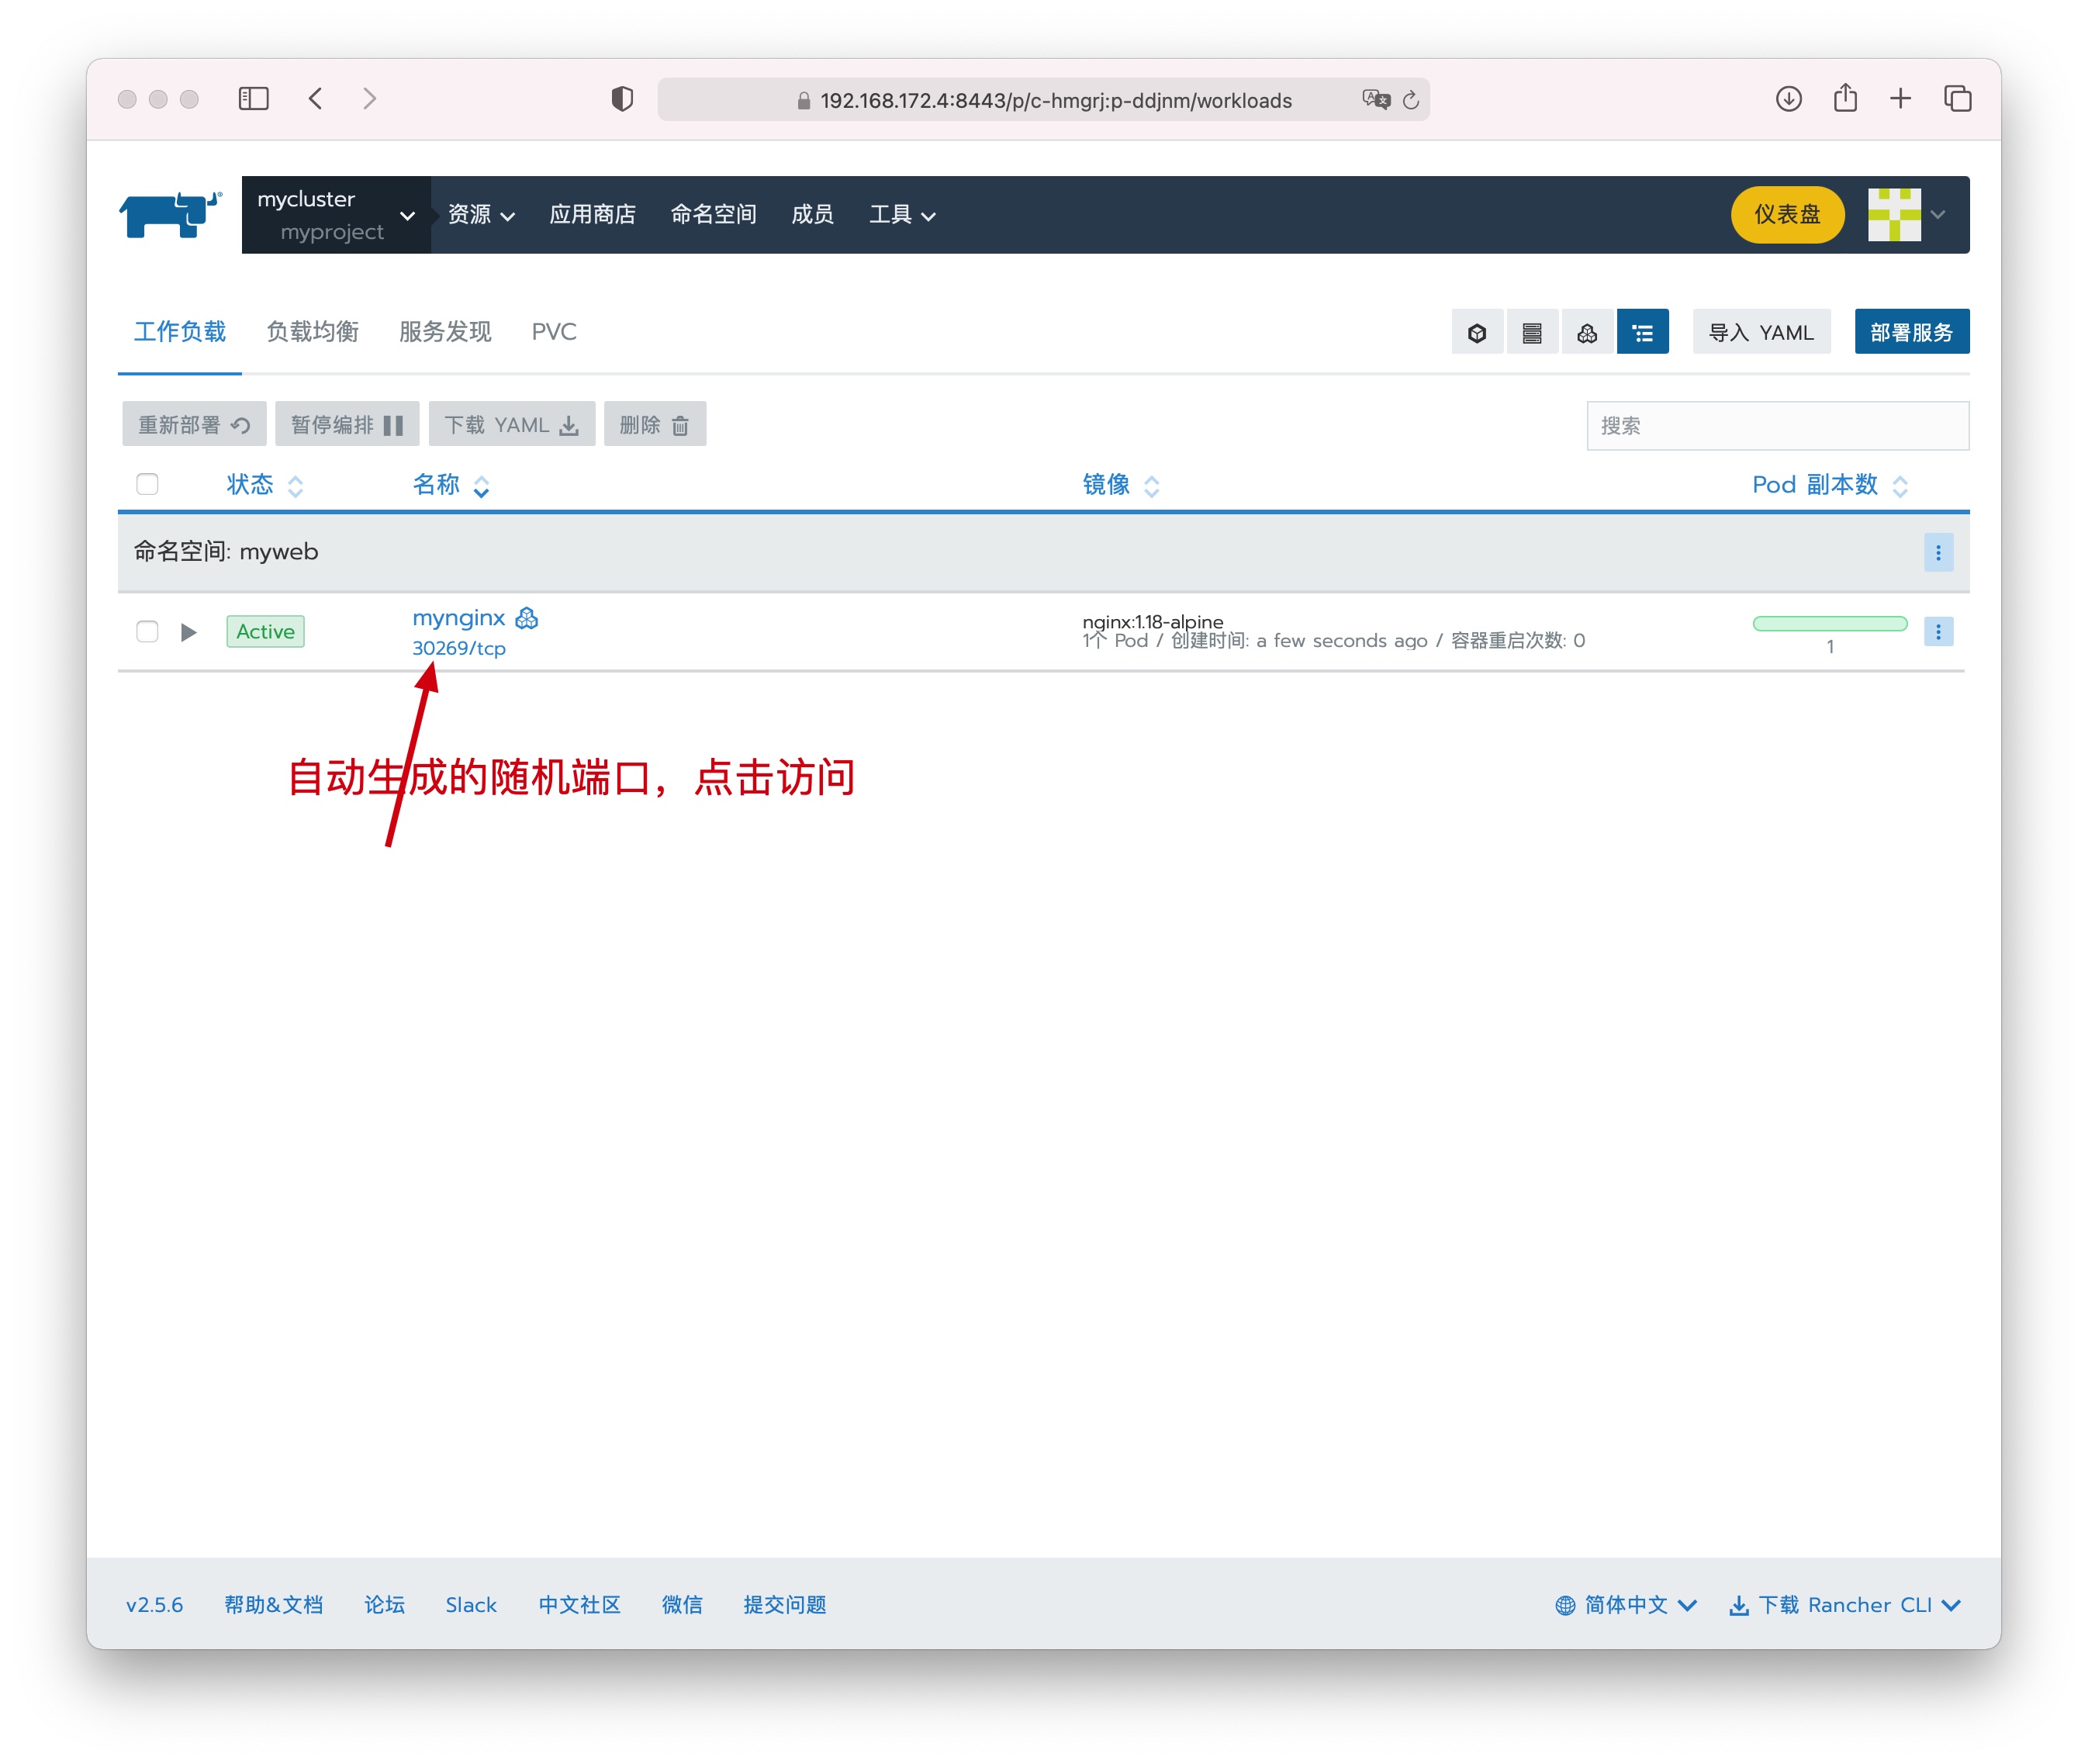 192.168.172.4:8443/p/c-hmgrj:p-ddjnm/workloads
mycluster
myproject
资源
应用商店
命名空间
成员
工具
仪表盘
工作负载
负载均衡
服务发现
PVC
导入 YAML
部署服务
重新部署
暂停编排
下载 YAML
删除
搜索
状态
名称
镜像
Pod 副本数
命名空间: myweb
Active
mynginx
30269/tcp
nginx:1.18-alpine
1个 Pod / 创建时间: a few seconds ago / 容器重启次数: 0
1
自动生成的随机端口，点击访问
v2.5.6
帮助&文档
论坛
Slack
中文社区
微信
提交问题
简体中文
下载 Rancher CLI